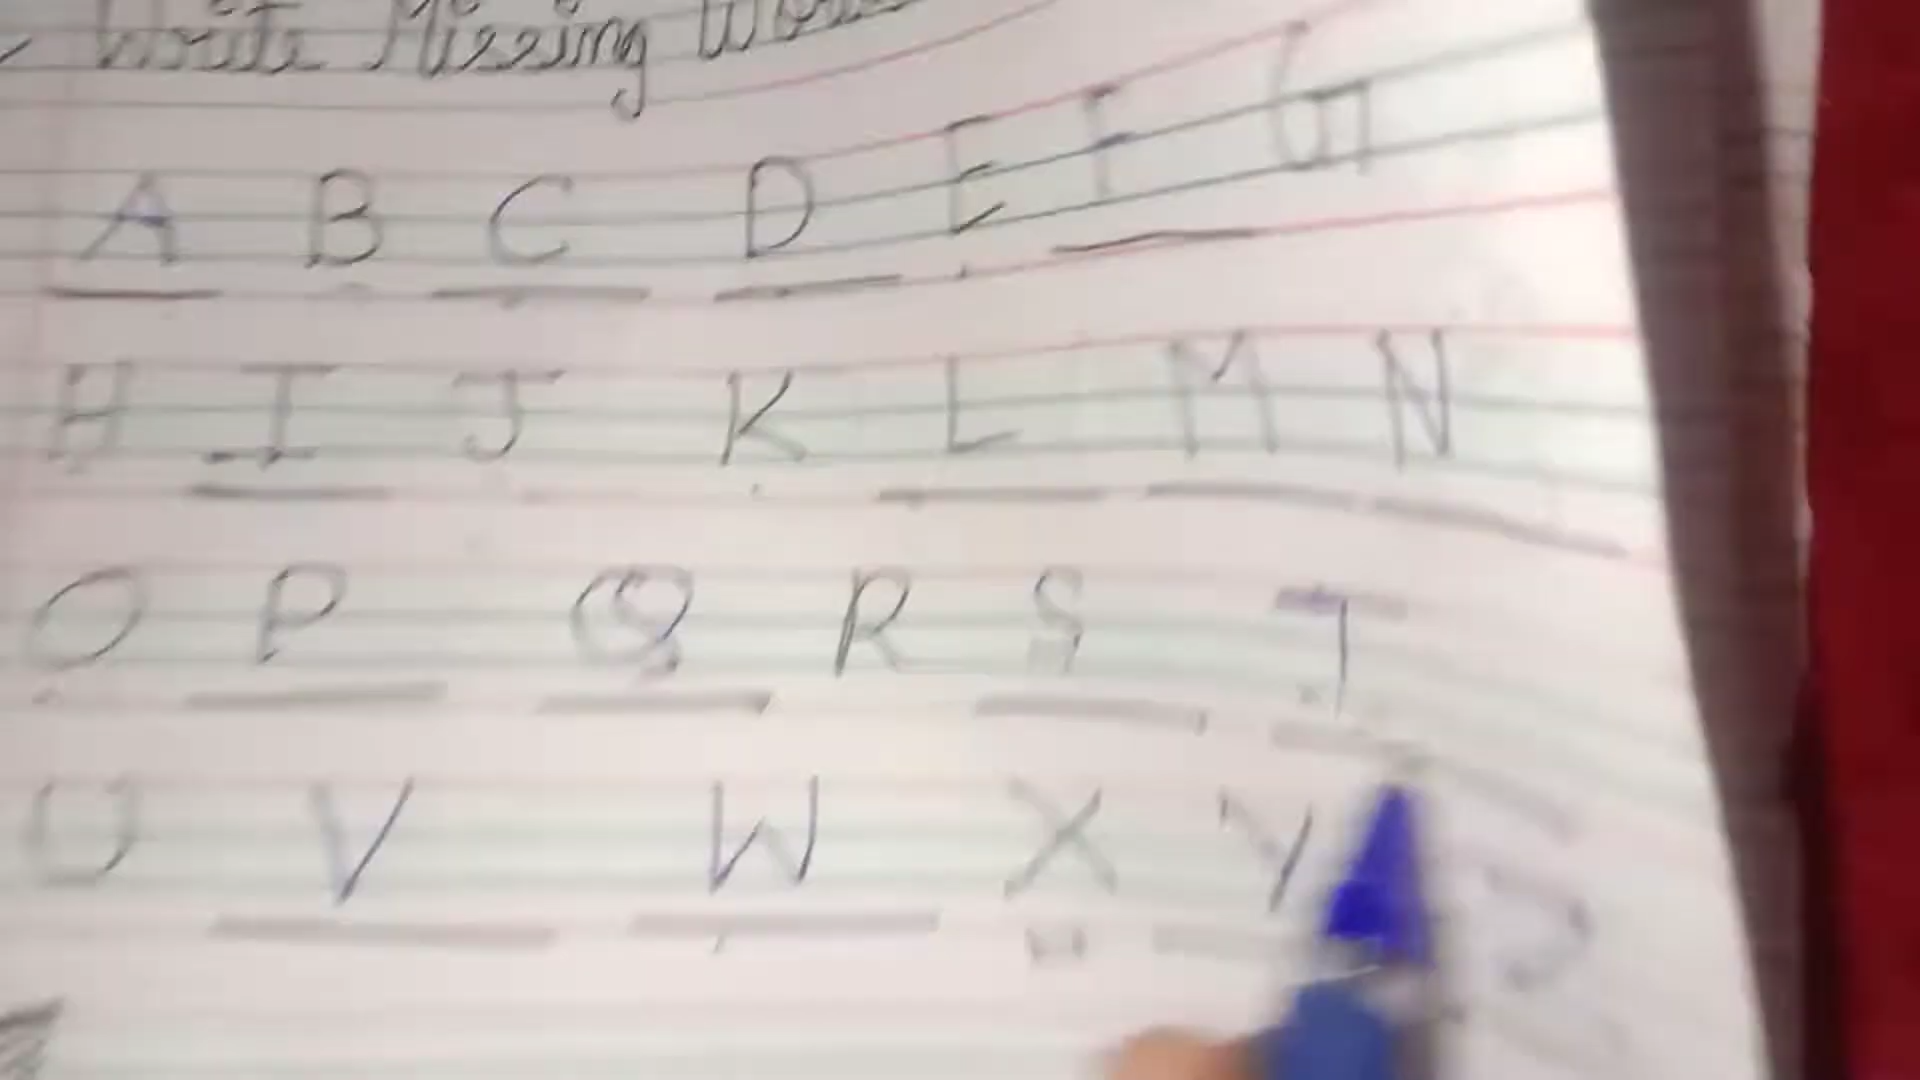 Write Missing
A B C D E F G
H I J K L M N
O P Q R S T
U V W X Y Z